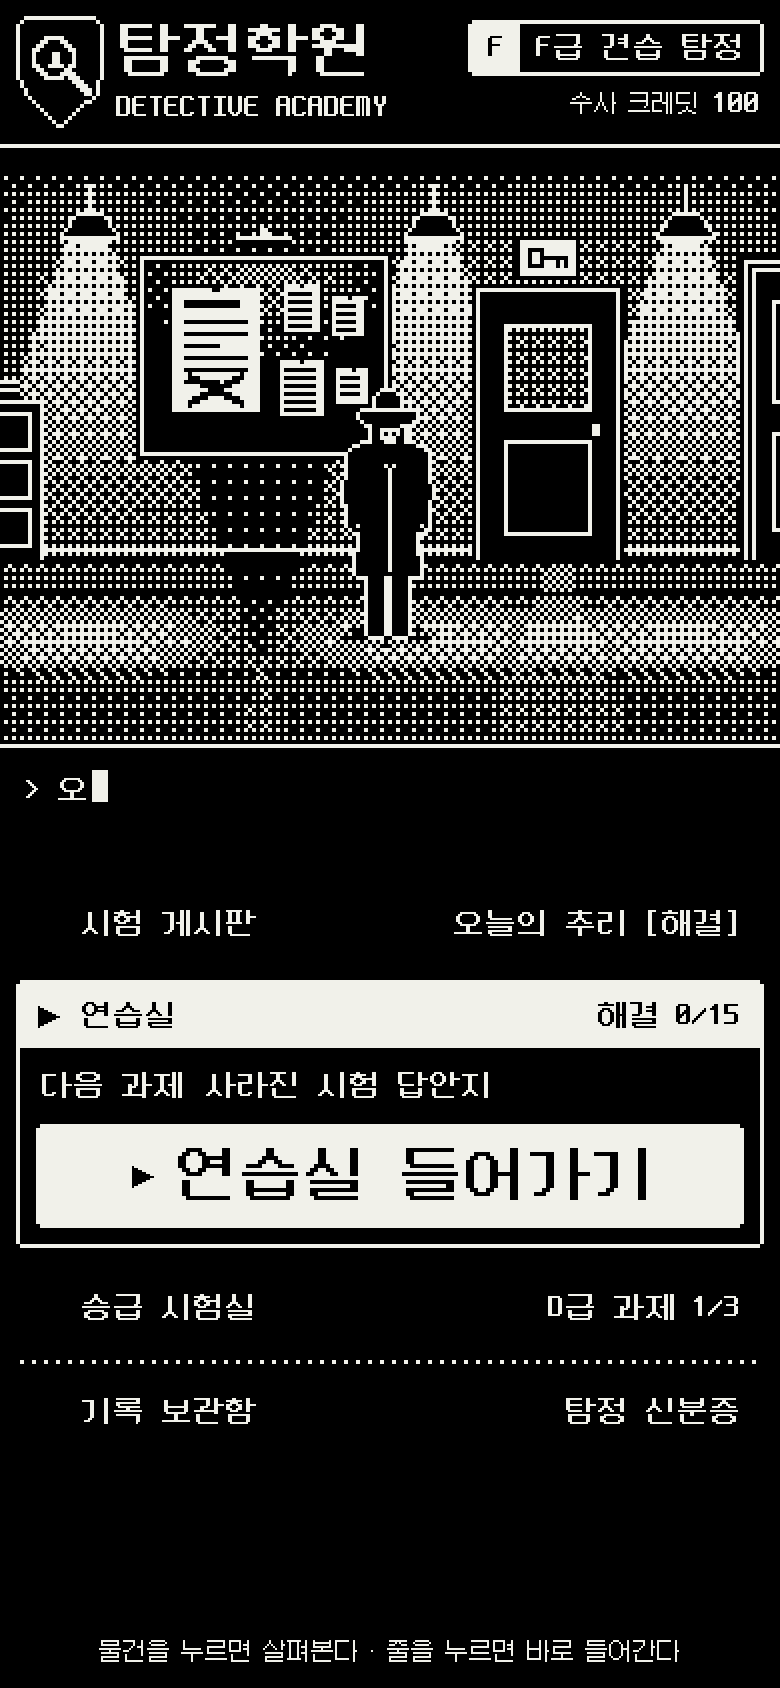 탐정학원
DETECTIVE ACADEMY
F F급 견습 탐정
수사 크레딧 100
> 오
시험 게시판 오늘의 추리 [해결]
▶ 연습실 해결 0/15
다음 과제 사라진 시험 답안지
▶ 연습실 들어가기
승급 시험실 D급 과제 1/3
기록 보관함 탐정 신분증
물건을 누르면 살펴본다 · 줄을 누르면 바로 들어간다